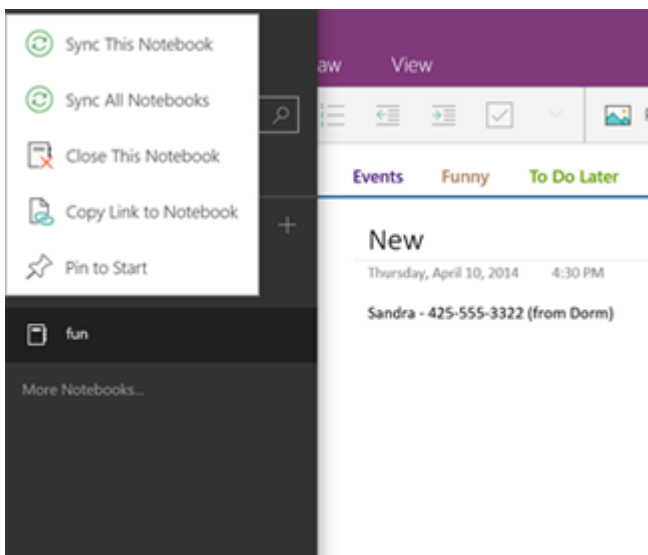 Sync This Notebook
Sync All Notebooks
Close This Notebook
Copy Link to Notebook
Pin to Start
fun
More Notebooks...
View
Events Funny To Do Later
New
Thursday, April 10, 2014 4:30 PM
Sandra - 425-555-3322 (from Dorm)